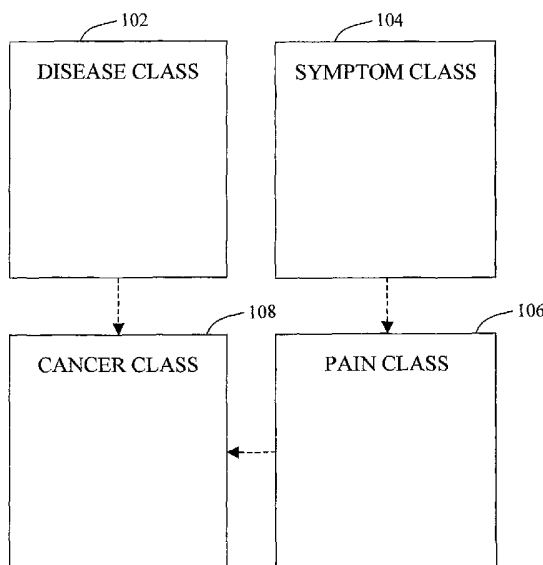 102
104
DISEASE CLASS
SYMPTOM CLASS
108
106
CANCER CLASS
PAIN CLASS